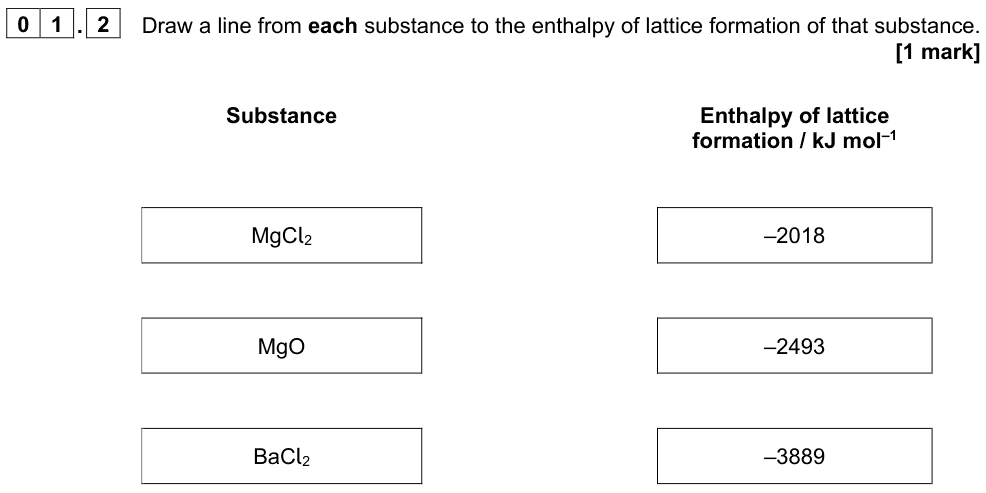 0 1 . 2 Draw a line from each substance to the enthalpy of lattice formation of that substance.
[1 mark]
Substance Enthalpy of lattice
formation / kJ mol⁻¹
MgCl₂ –2018
MgO –2493
BaCl₂ –3889